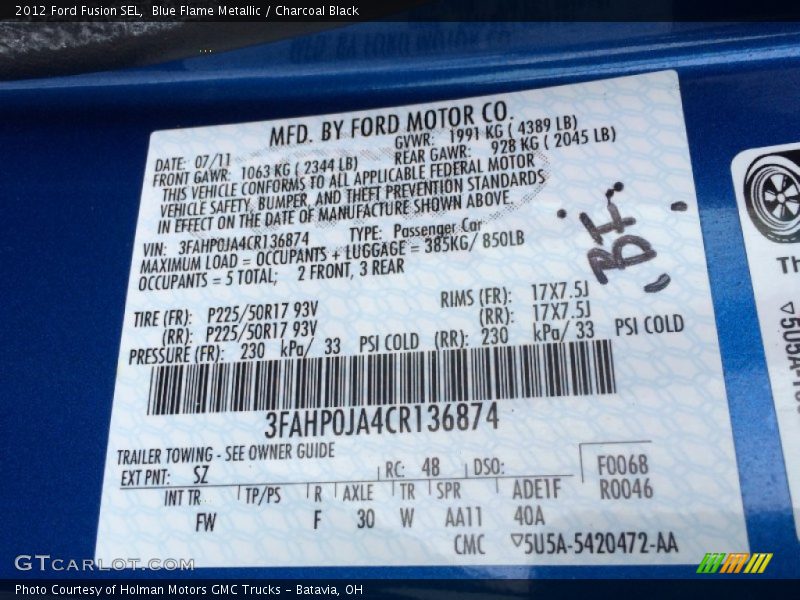 2012 Ford Fusion SEL,  Blue Flame Metallic / Charcoal Black
MFD. BY FORD MOTOR CO.
DATE: 07/11 GVWR: 1991 KG ( 4389 LB)
FRONT GAWR: 1063 KG ( 2344 LB) REAR GAWR: 928 KG ( 2045 LB)
THIS VEHICLE CONFORMS TO ALL APPLICABLE FEDERAL MOTOR
VEHICLE SAFETY, BUMPER, AND THEFT PREVENTION STANDARDS
IN EFFECT ON THE DATE OF MANUFACTURE SHOWN ABOVE.
VIN: 3FAHP0JA4CR136874 TYPE: Passenger Car
MAXIMUM LOAD = OCCUPANTS + LUGGAGE = 385KG/ 850LB
OCCUPANTS = 5 TOTAL; 2 FRONT, 3 REAR
TIRE (FR): P225/50R17 93V RIMS (FR): 17X7.5J
(RR): P225/50R17 93V (RR): 17X7.5J
PRESSURE (FR): 230 kPa/ 33 PSI COLD (RR): 230 kPa/ 33 PSI COLD
3FAHP0JA4CR136874
TRAILER TOWING - SEE OWNER GUIDE
EXT PNT: SZ RC: 48 DSO: F0068
INT TR TP/PS R AXLE TR SPR ADE1F R0046
FW F 30 W AA11 40A
CMC ▽5U5A-5420472-AA
Th
GTcarlot.com
Photo Courtesy of Holman Motors GMC Trucks - Batavia, OH